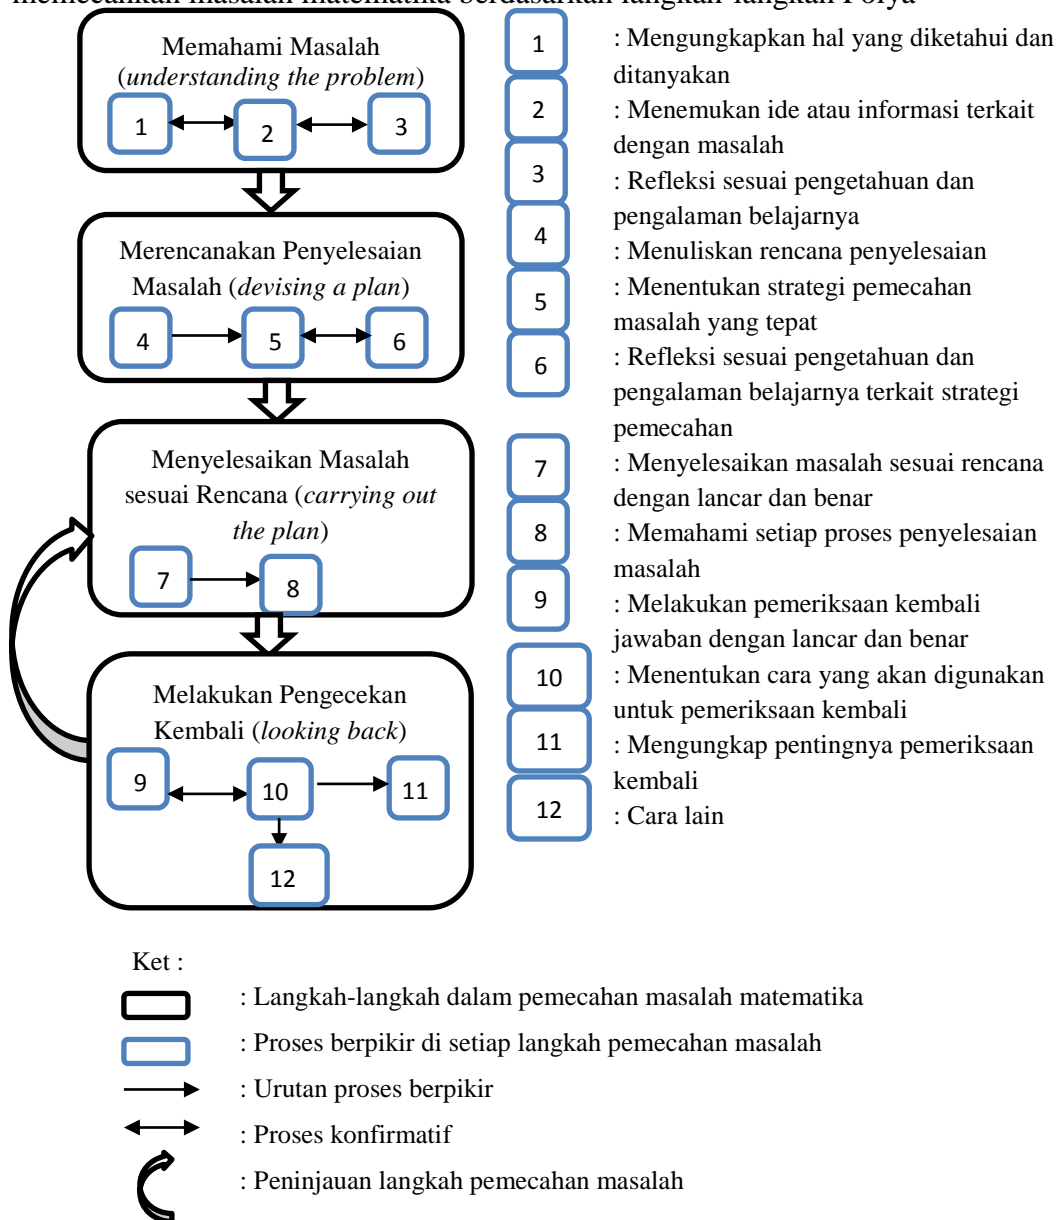 memecahkan masalah matematika berdasarkan langkah-langkah Polya
Memahami Masalah
(understanding the problem)
1
2
3
Merencanakan Penyelesaian
Masalah (devising a plan)
4
5
6
Menyelesaikan Masalah
sesuai Rencana (carrying out
the plan)
7
8
Melakukan Pengecekan
Kembali (looking back)
9
10
11
12
1
: Mengungkapkan hal yang diketahui dan
ditanyakan
2
: Menemukan ide atau informasi terkait
dengan masalah
3
: Refleksi sesuai pengetahuan dan
pengalaman belajarnya
4
: Menuliskan rencana penyelesaian
5
: Menentukan strategi pemecahan
masalah yang tepat
6
: Refleksi sesuai pengetahuan dan
pengalaman belajarnya terkait strategi
pemecahan
7
: Menyelesaikan masalah sesuai rencana
dengan lancar dan benar
8
: Memahami setiap proses penyelesaian
masalah
9
: Melakukan pemeriksaan kembali
jawaban dengan lancar dan benar
10
: Menentukan cara yang akan digunakan
untuk pemeriksaan kembali
11
: Mengungkap pentingnya pemeriksaan
kembali
12
: Cara lain
Ket :
: Langkah-langkah dalam pemecahan masalah matematika
: Proses berpikir di setiap langkah pemecahan masalah
: Urutan proses berpikir
: Proses konfirmatif
: Peninjauan langkah pemecahan masalah